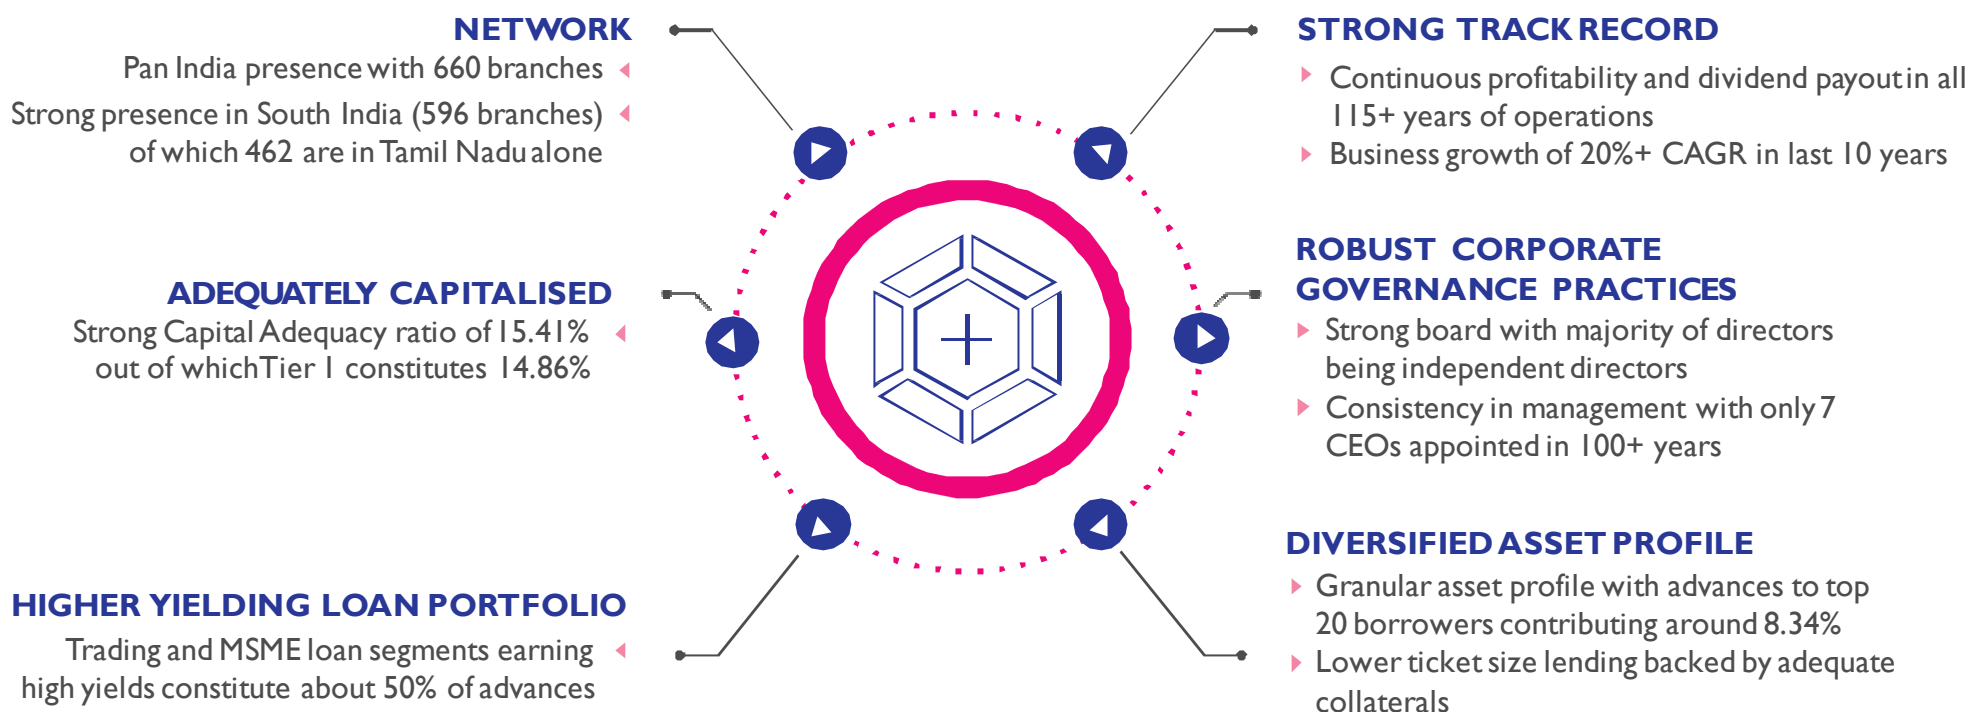 NETWORK
Pan India presence with 660 branches
Strong presence in South India (596 branches)
of which 462 are in Tamil Nadu alone
ADEQUATELY CAPITALISED
Strong Capital Adequacy ratio of 15.41%
out of which Tier 1 constitutes 14.86%
HIGHER YIELDING LOAN PORTFOLIO
Trading and MSME loan segments earning
high yields constitute about 50% of advances
STRONG TRACK RECORD
Continuous profitability and dividend payout in all
115+ years of operations
Business growth of 20%+ CAGR in last 10 years
ROBUST CORPORATE
GOVERNANCE PRACTICES
Strong board with majority of directors
being independent directors
Consistency in management with only 7
CEOs appointed in 100+ years
DIVERSIFIED ASSET PROFILE
Granular asset profile with advances to top
20 borrowers contributing around 8.34%
Lower ticket size lending backed by adequate
collaterals